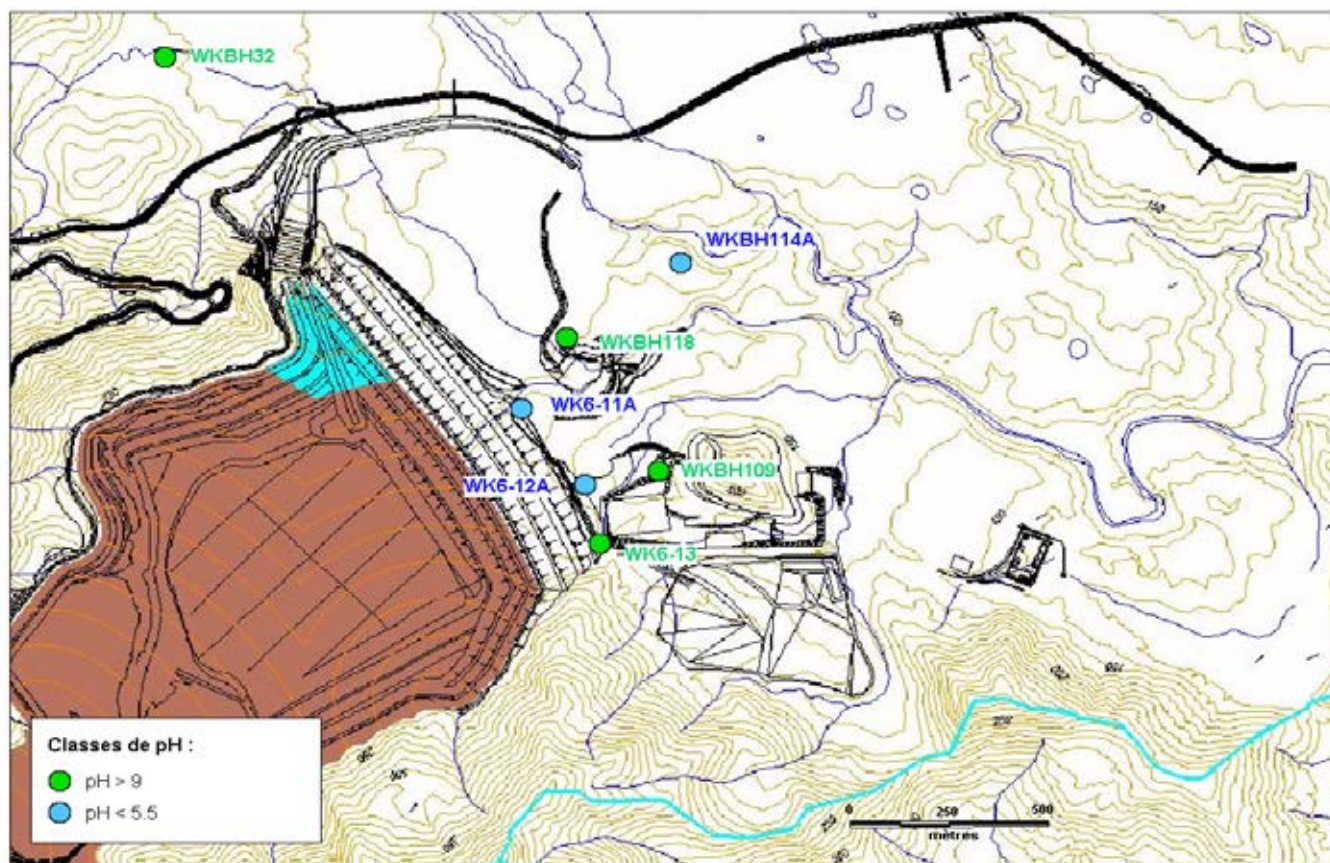 WKBH32
WKBH114A
WKBH118
WK6-11A
WKBH109
WK6-12A
WK6-13
Classes de pH :
pH > 9
pH < 5.5
0 250 500
mètres